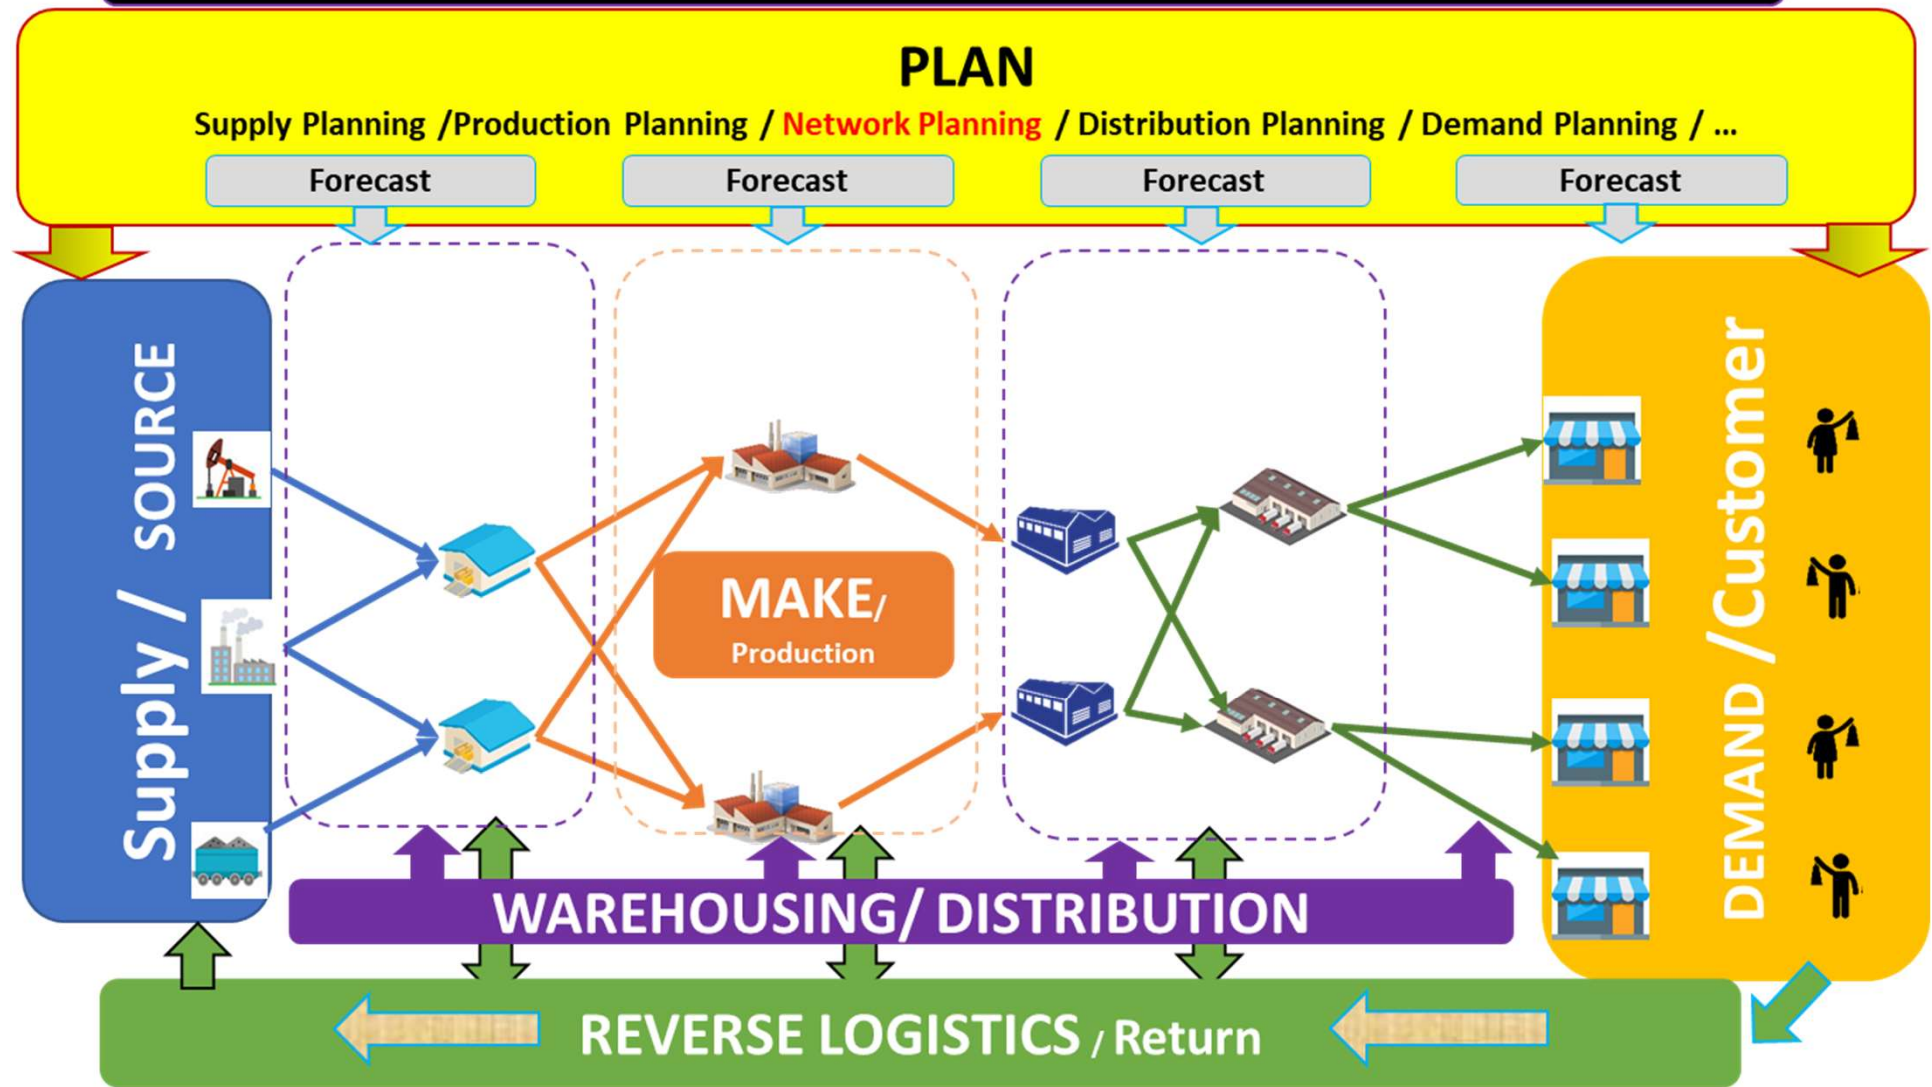 PLAN
Supply Planning /Production Planning / Network Planning / Distribution Planning / Demand Planning / ...
Forecast
Forecast
Forecast
Forecast
Supply / SOURCE
MAKE/
Production
DEMAND /Customer
WAREHOUSING/ DISTRIBUTION
REVERSE LOGISTICS / Return